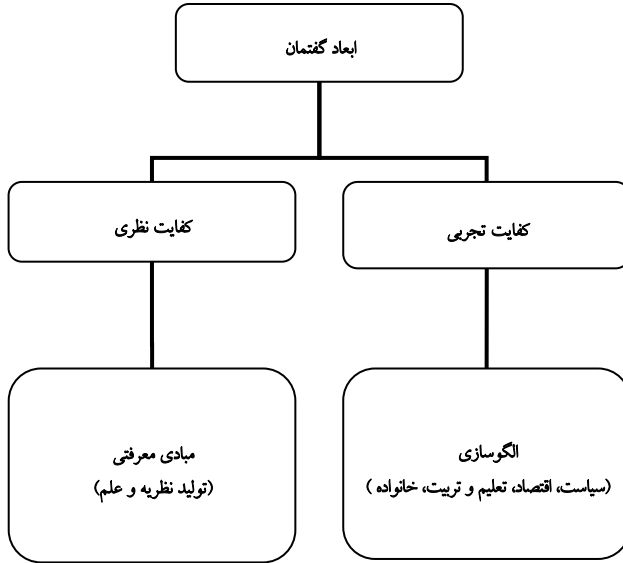 ابعاد گفتمان
کفایت تجربی
کفایت نظری
الگوسازی
(سیاست، اقتصاد، تعلیم و تربیت، خانواده )
مبادی معرفتی
(تولید نظریه و علم)